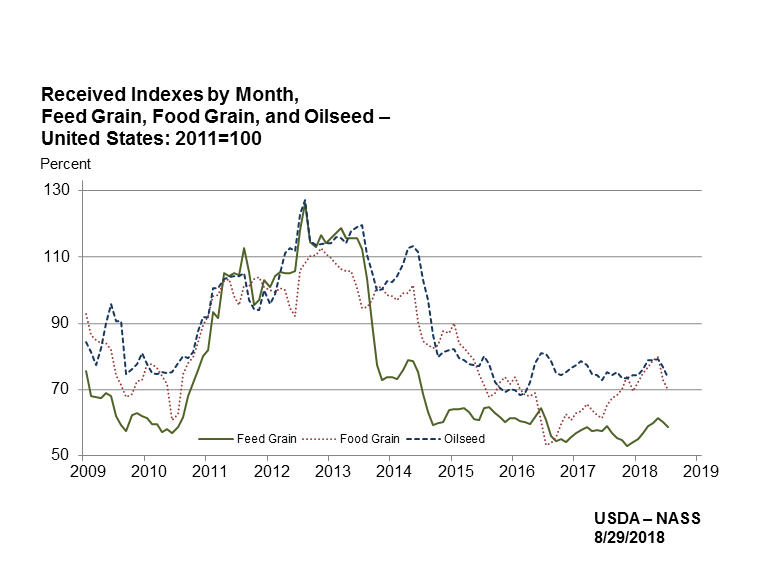 Received Indexes by Month,
Feed Grain, Food Grain, and Oilseed –
United States: 2011=100
Percent
130
110
90
70
50
Feed Grain Food Grain Oilseed
2009 2010 2011 2012 2013 2014 2015 2016 2017 2018 2019
USDA – NASS
8/29/2018